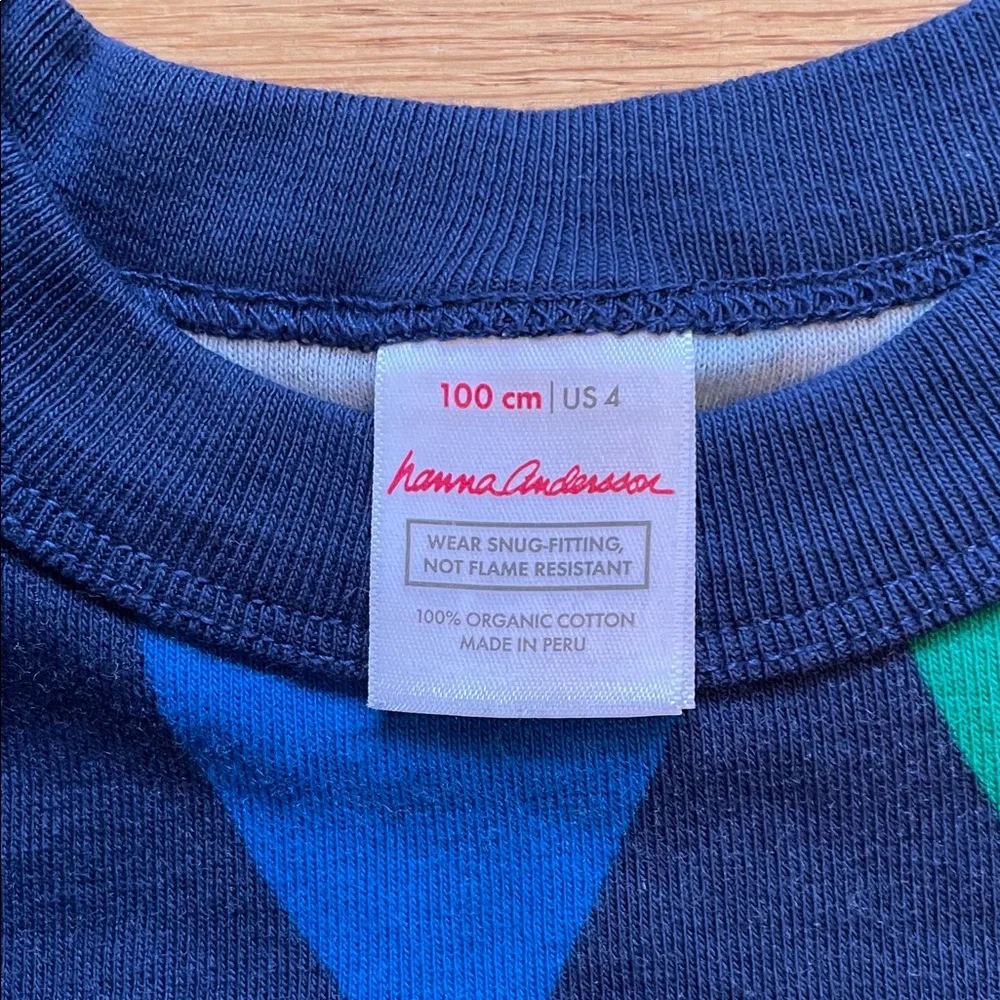 100 cm | US 4
hanna Andersson
WEAR SNUG-FITTING,
NOT FLAME RESISTANT
100% ORGANIC COTTON
MADE IN PERU